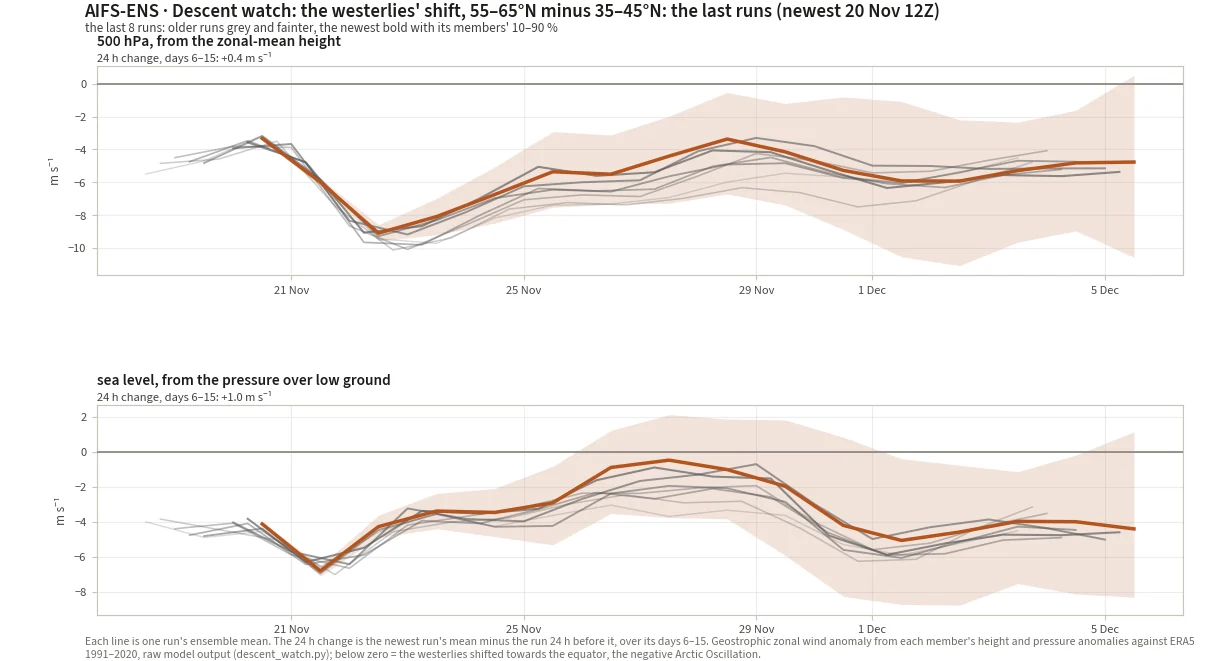 AIFS-ENS · Descent watch: the westerlies' shift, 55–65°N minus 35–45°N: the last runs (newest 20 Nov 12Z)
the last 8 runs: older runs grey and fainter, the newest bold with its members' 10–90 %
500 hPa, from the zonal-mean height
24 h change, days 6–15: +0.4 m s⁻¹
0
−2
−4
−6
−8
−10
m s⁻¹
21 Nov
25 Nov
29 Nov
1 Dec
5 Dec
sea level, from the pressure over low ground
24 h change, days 6–15: +1.0 m s⁻¹
2
0
−2
−4
−6
−8
m s⁻¹
21 Nov
25 Nov
29 Nov
1 Dec
5 Dec
Each line is one run's ensemble mean. The 24 h change is the newest run's mean minus the run 24 h before it, over its days 6–15. Geostrophic zonal wind anomaly from each member's height and pressure anomalies against ERA5
1991–2020, raw model output (descent_watch.py); below zero = the westerlies shifted towards the equator, the negative Arctic Oscillation.